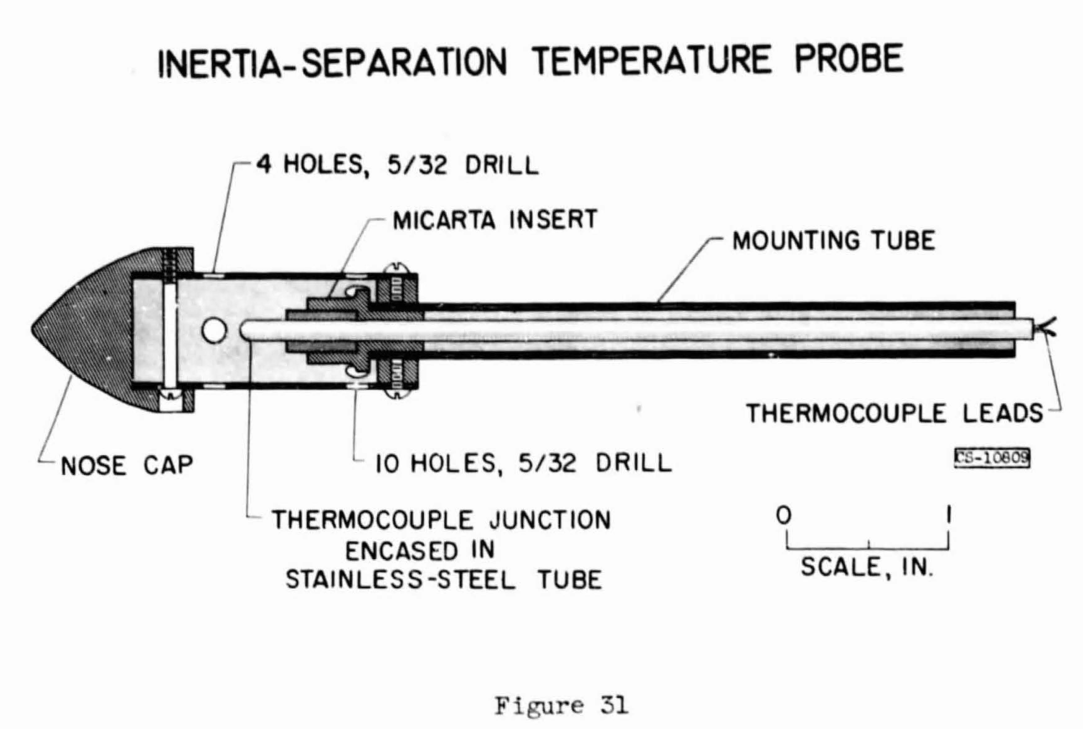 INERTIA-SEPARATION TEMPERATURE PROBE
4 HOLES, 5/32 DRILL
MICARTA INSERT
MOUNTING TUBE
THERMOCOUPLE LEADS
CS-10809
NOSE CAP
10 HOLES, 5/32 DRILL
THERMOCOUPLE JUNCTION
ENCASED IN
STAINLESS-STEEL TUBE
0 1
SCALE, IN.
Figure 31